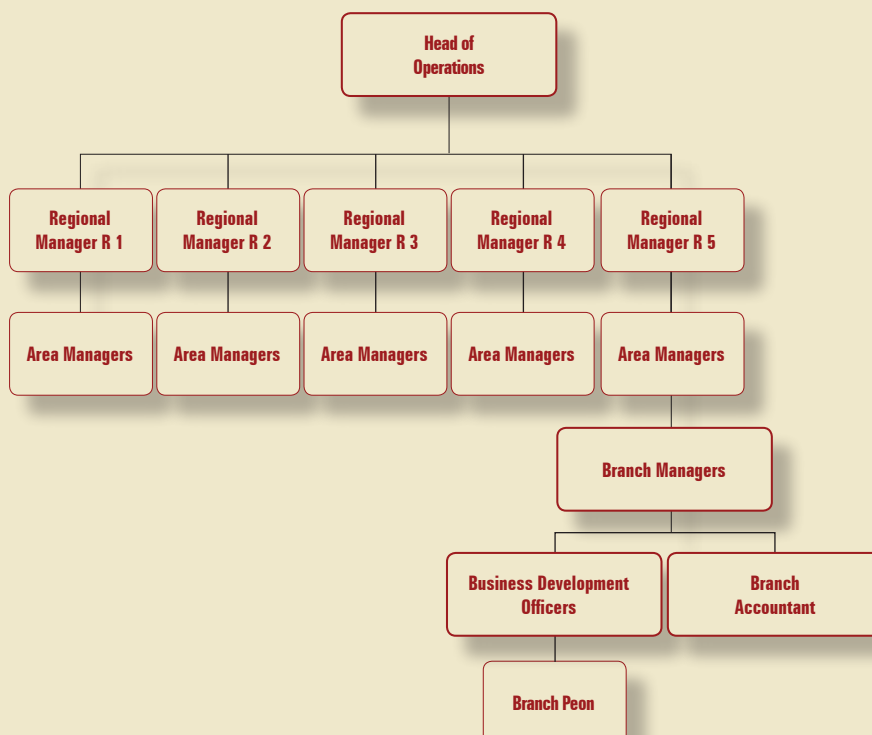 Head of
Operations
Regional
Manager R 1
Regional
Manager R 2
Regional
Manager R 3
Regional
Manager R 4
Regional
Manager R 5
Area Managers
Area Managers
Area Managers
Area Managers
Area Managers
Branch Managers
Business Development
Officers
Branch
Accountant
Branch Peon